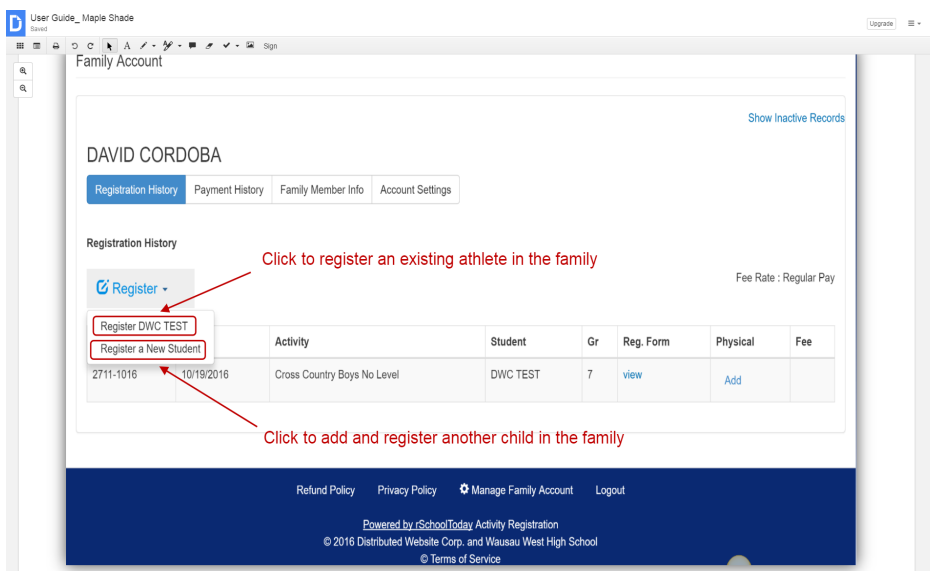 User Guide_ Maple Shade
Saved
Upgrade
A
Sign
Family Account
Show Inactive Records
DAVID CORDOBA
Registration History Payment History Family Member Info Account Settings
Registration History
Click to register an existing athlete in the family
Fee Rate : Regular Pay
Register
Register DWC TEST
Register a New Student
Activity Student Gr Reg. Form Physical Fee
2711-1016 10/19/2016 Cross Country Boys No Level DWC TEST 7 view Add
Click to add and register another child in the family
Refund Policy Privacy Policy Manage Family Account Logout
Powered by rSchoolToday Activity Registration
© 2016 Distributed Website Corp. and Wausau West High School
© Terms of Service